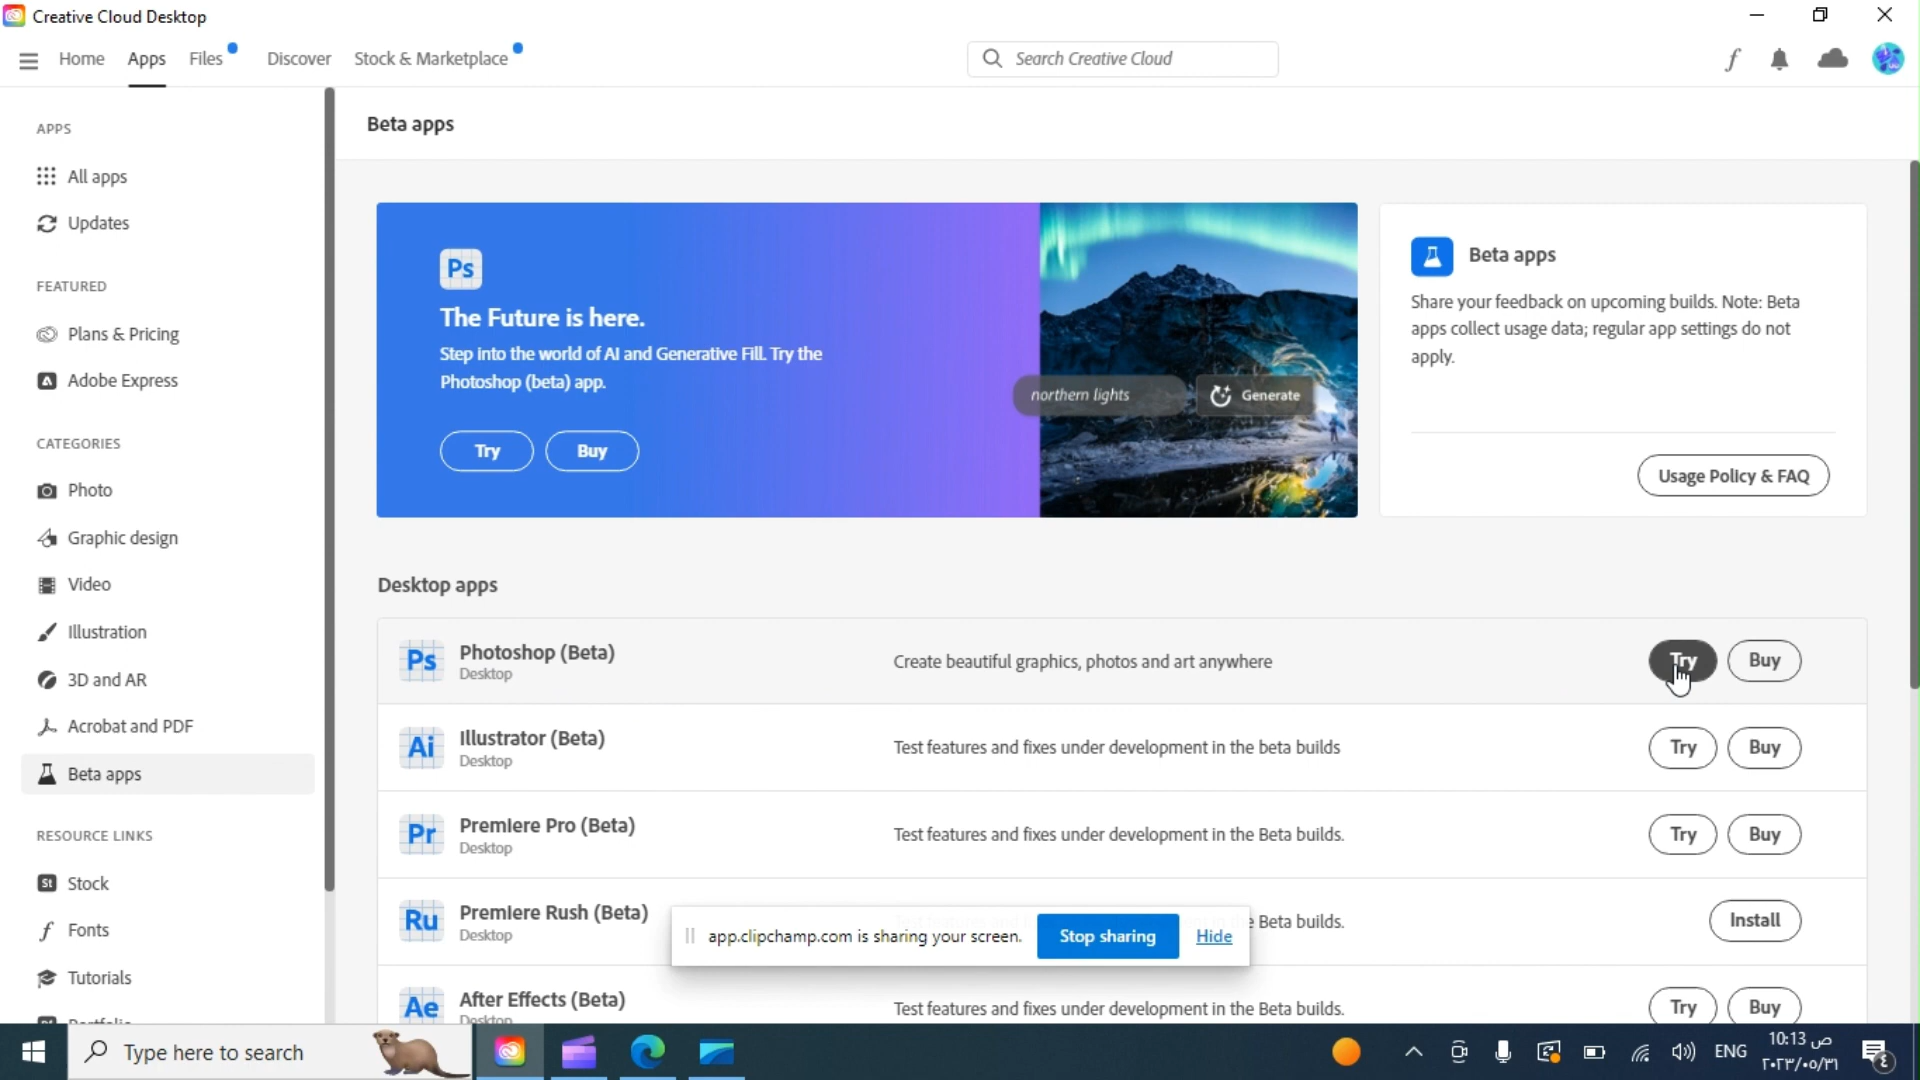 Creative Cloud Desktop
Home Apps Files Discover Stock & Marketplace
Search Creative Cloud
APPS
All apps
Updates
FEATURED
Plans & Pricing
Adobe Express
CATEGORIES
Photo
Graphic design
Video
Illustration
3D and AR
Acrobat and PDF
Beta apps
RESOURCE LINKS
St Stock
Fonts
Tutorials
Portfolio
Beta apps
Ps
The Future is here.
Step into the world of AI and Generative Fill. Try the
Photoshop (beta) app.
Try Buy
northern lights Generate
Beta apps
Share your feedback on upcoming builds. Note: Beta
apps collect usage data; regular app settings do not
apply.
Usage Policy & FAQ
Desktop apps
Ps Photoshop (Beta)
Desktop
Create beautiful graphics, photos and art anywhere
Try Buy
Ai Illustrator (Beta)
Desktop
Test features and fixes under development in the beta builds
Try Buy
Pr Premiere Pro (Beta)
Desktop
Test features and fixes under development in the Beta builds.
Try Buy
Ru Premiere Rush (Beta)
Desktop
Beta builds.
Install
app.clipchamp.com is sharing your screen. Stop sharing Hide
Ae After Effects (Beta)
Desktop
Test features and fixes under development in the Beta builds.
Try Buy
Type here to search
ENG
10:13 ص
٢٠٢٣/٠٥/٣١
٤